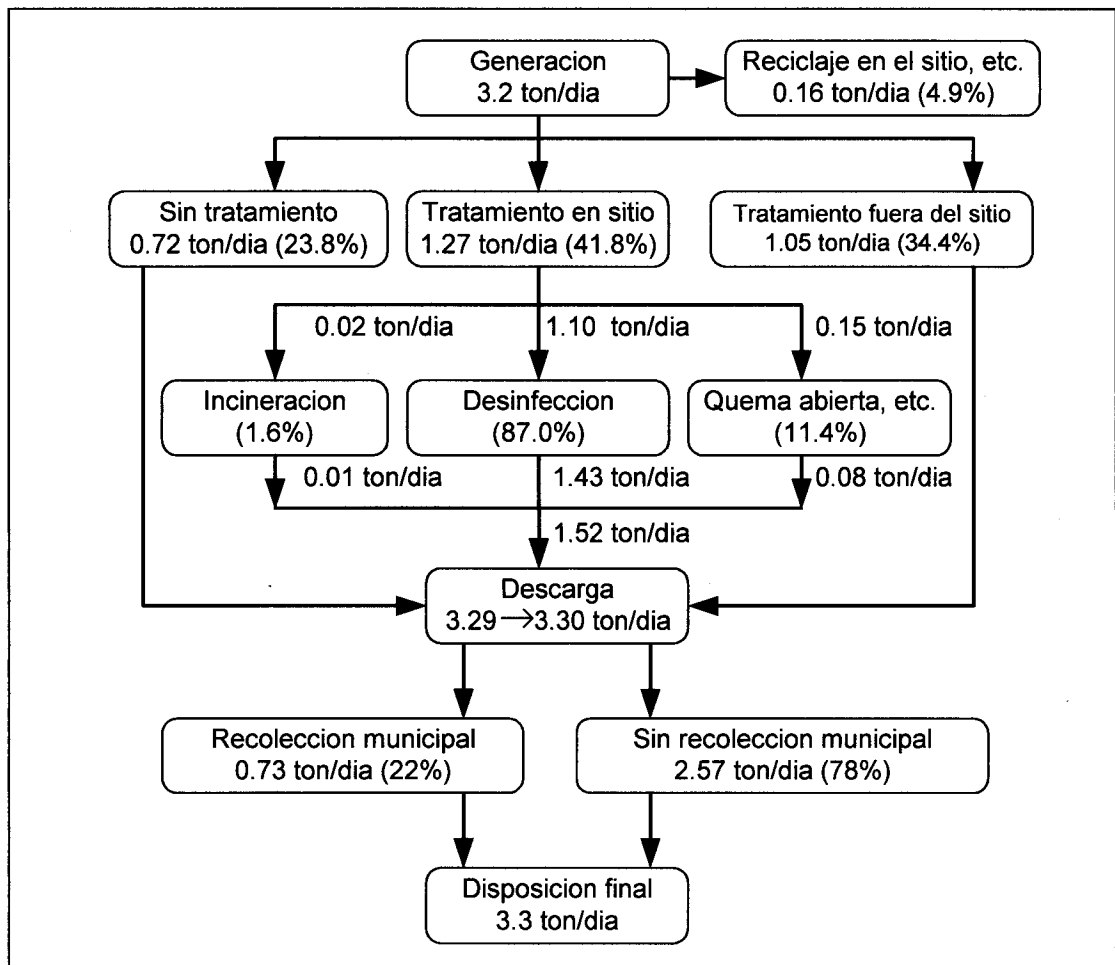 Generacion
3.2 ton/dia
Reciclaje en el sitio, etc.
0.16 ton/dia (4.9%)
Sin tratamiento
0.72 ton/dia (23.8%)
Tratamiento en sitio
1.27 ton/dia (41.8%)
Tratamiento fuera del sitio
1.05 ton/dia (34.4%)
0.02 ton/dia
1.10 ton/dia
0.15 ton/dia
Incineracion
(1.6%)
Desinfeccion
(87.0%)
Quema abierta, etc.
(11.4%)
0.01 ton/dia
1.43 ton/dia
0.08 ton/dia
1.52 ton/dia
Descarga
3.29→3.30 ton/dia
Recoleccion municipal
0.73 ton/dia (22%)
Sin recoleccion municipal
2.57 ton/dia (78%)
Disposicion final
3.3 ton/dia